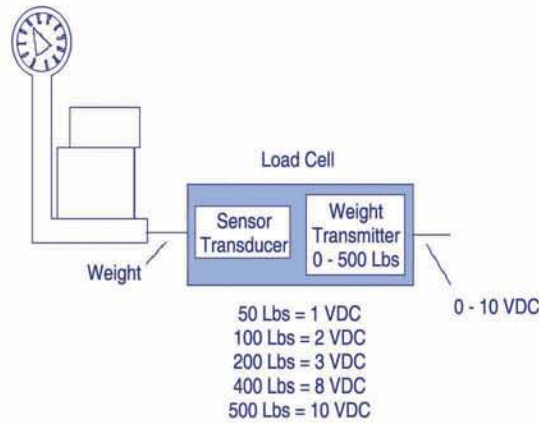 Load Cell
Sensor
Transducer
Weight
Transmitter
0 - 500 Lbs
Weight
0 - 10 VDC
50 Lbs = 1 VDC
100 Lbs = 2 VDC
200 Lbs = 3 VDC
400 Lbs = 8 VDC
500 Lbs = 10 VDC